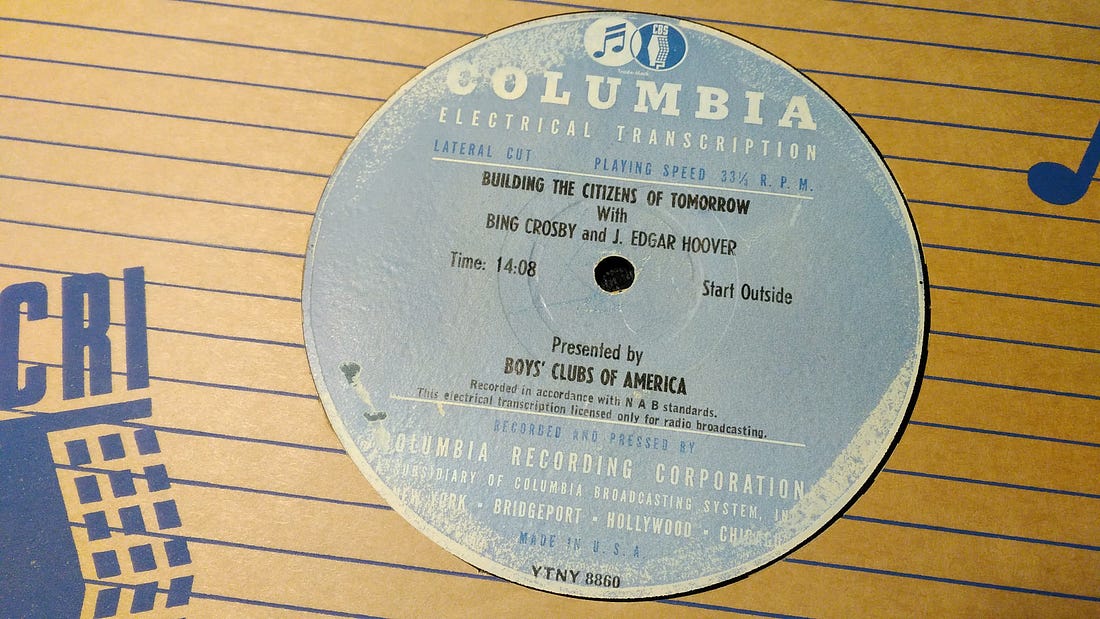 CBS
Trade Mark
COLUMBIA
ELECTRICAL TRANSCRIPTION
LATERAL CUT PLAYING SPEED 33⅓ R. P. M.
BUILDING THE CITIZENS OF TOMORROW
With
BING CROSBY and J. EDGAR HOOVER
Time: 14:08
Start Outside
Presented by
BOYS' CLUBS OF AMERICA
Recorded in accordance with N A B standards.
This electrical transcription licensed only for radio broadcasting.
RECORDED AND PRESSED BY
COLUMBIA RECORDING CORPORATION
SUBSIDIARY OF COLUMBIA BROADCASTING SYSTEM, IN
NEW YORK • BRIDGEPORT • HOLLYWOOD • CHICAGO
MADE IN U. S. A.
YTNY 8860
CRI